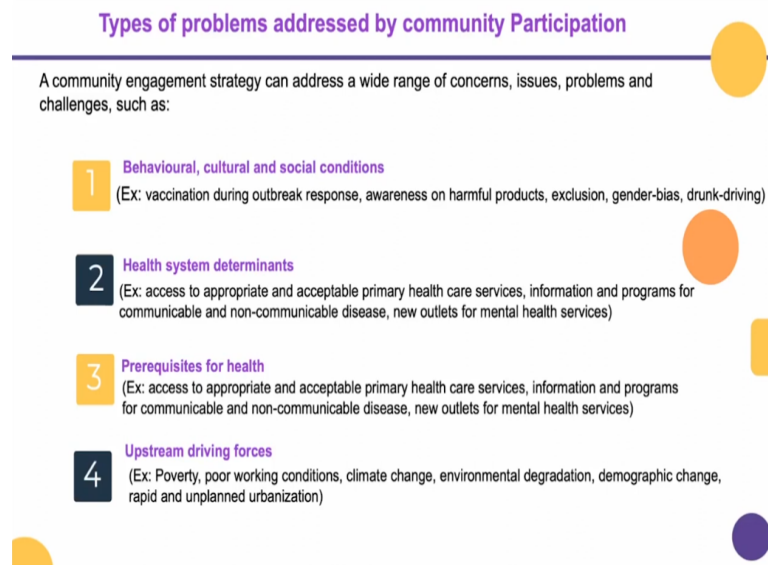 Types of problems addressed by community Participation
A community engagement strategy can address a wide range of concerns, issues, problems and
challenges, such as:
1
Behavioural, cultural and social conditions
(Ex: vaccination during outbreak response, awareness on harmful products, exclusion, gender-bias, drunk-driving)
2
Health system determinants
(Ex: access to appropriate and acceptable primary health care services, information and programs for
communicable and non-communicable disease, new outlets for mental health services)
3
Prerequisites for health
(Ex: access to appropriate and acceptable primary health care services, information and programs
for communicable and non-communicable disease, new outlets for mental health services)
4
Upstream driving forces
(Ex: Poverty, poor working conditions, climate change, environmental degradation, demographic change,
rapid and unplanned urbanization)